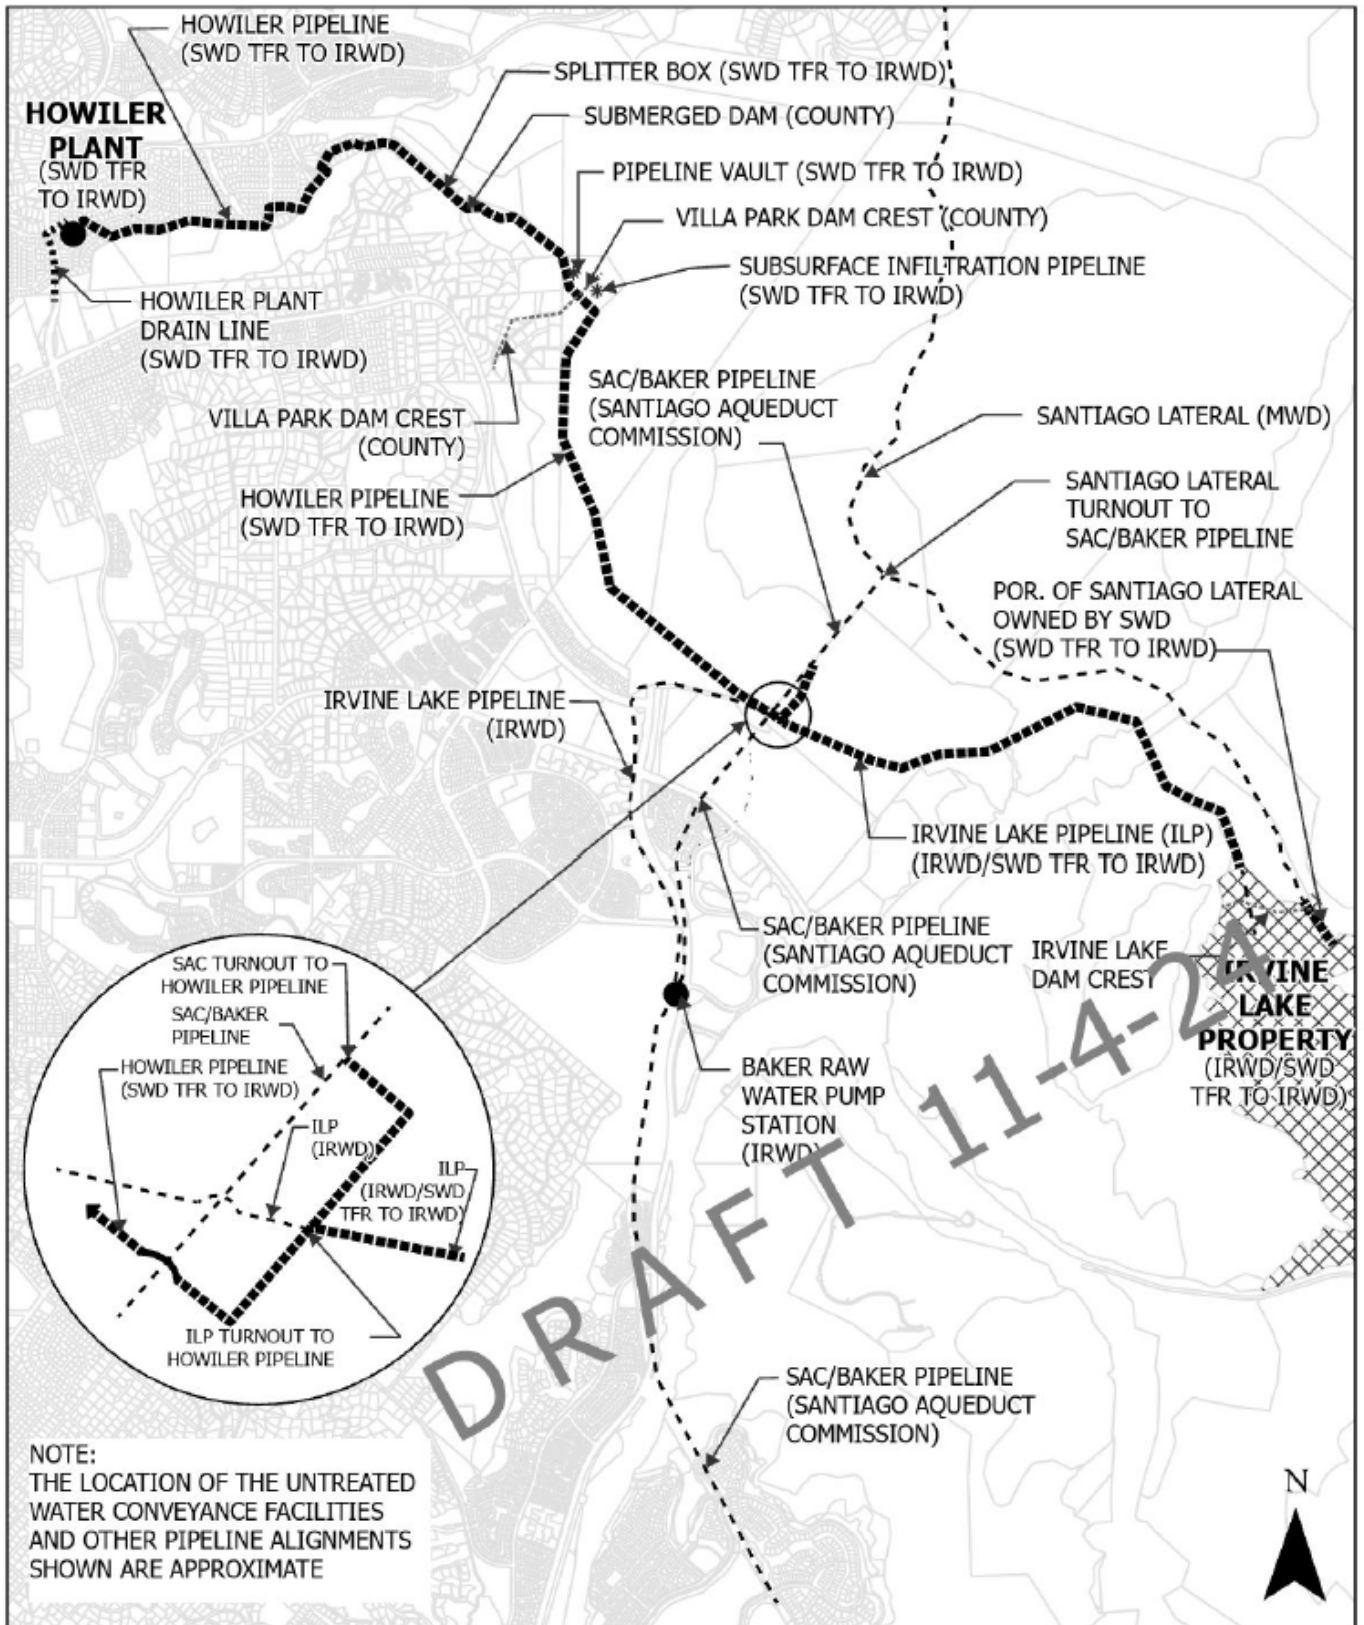 HOWILER PIPELINE
(SWD TFR TO IRWD)
SPLITTER BOX (SWD TFR TO IRWD)
HOWILER
PLANT
(SWD TFR
TO IRWD)
SUBMERGED DAM (COUNTY)
PIPELINE VAULT (SWD TFR TO IRWD)
VILLA PARK DAM CREST (COUNTY)
SUBSURFACE INFILTRATION PIPELINE
(SWD TFR TO IRWD)
HOWILER PLANT
DRAIN LINE
(SWD TFR TO IRWD)
SAC/BAKER PIPELINE
(SANTIAGO AQUEDUCT
COMMISSION)
VILLA PARK DAM CREST
(COUNTY)
SANTIAGO LATERAL (MWD)
HOWILER PIPELINE
(SWD TFR TO IRWD)
SANTIAGO LATERAL
TURNOUT TO
SAC/BAKER PIPELINE
POR. OF SANTIAGO LATERAL
OWNED BY SWD
(SWD TFR TO IRWD)
IRVINE LAKE PIPELINE
(IRWD)
IRVINE LAKE PIPELINE (ILP)
(IRWD/SWD TFR TO IRWD)
SAC/BAKER PIPELINE
(SANTIAGO AQUEDUCT
COMMISSION)
IRVINE LAKE
DAM CREST
IRVINE
LAKE
PROPERTY
(IRWD/SWD
TFR TO IRWD)
SAC TURNOUT TO
HOWILER PIPELINE
SAC/BAKER
PIPELINE
HOWILER PIPELINE
(SWD TFR TO IRWD)
ILP
(IRWD)
ILP
(IRWD/SWD
TFR TO IRWD)
ILP TURNOUT TO
HOWILER PIPELINE
BAKER RAW
WATER PUMP
STATION
(IRWD)
DRAFT 11-4-24
SAC/BAKER PIPELINE
(SANTIAGO AQUEDUCT
COMMISSION)
NOTE:
THE LOCATION OF THE UNTREATED
WATER CONVEYANCE FACILITIES
AND OTHER PIPELINE ALIGNMENTS
SHOWN ARE APPROXIMATE
N